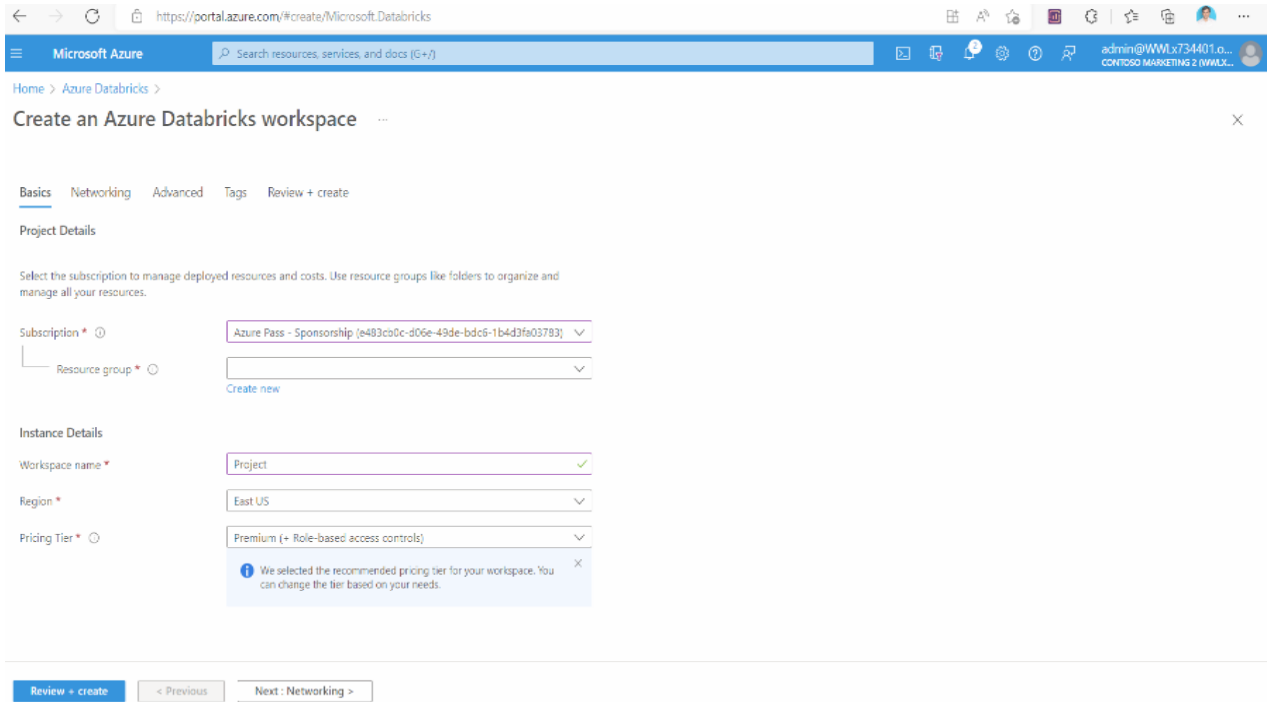 https://portal.azure.com/#create/Microsoft.Databricks
Microsoft Azure
Search resources, services, and docs (G+/)
2
admin@WWLx734401.o...
CONTOSO MARKETING 2 (WWLX...
Home > Azure Databricks >
Create an Azure Databricks workspace ...
Basics Networking Advanced Tags Review + create
Project Details
Select the subscription to manage deployed resources and costs. Use resource groups like folders to organize and
manage all your resources.
Subscription * Azure Pass - Sponsorship (e483cb0c-d06e-49de-bdc6-1b4d3fa03783)
Resource group *
Create new
Instance Details
Workspace name * Project
Region * East US
Pricing Tier * Premium (+ Role-based access controls)
We selected the recommended pricing tier for your workspace. You
can change the tier based on your needs.
Review + create < Previous Next : Networking >